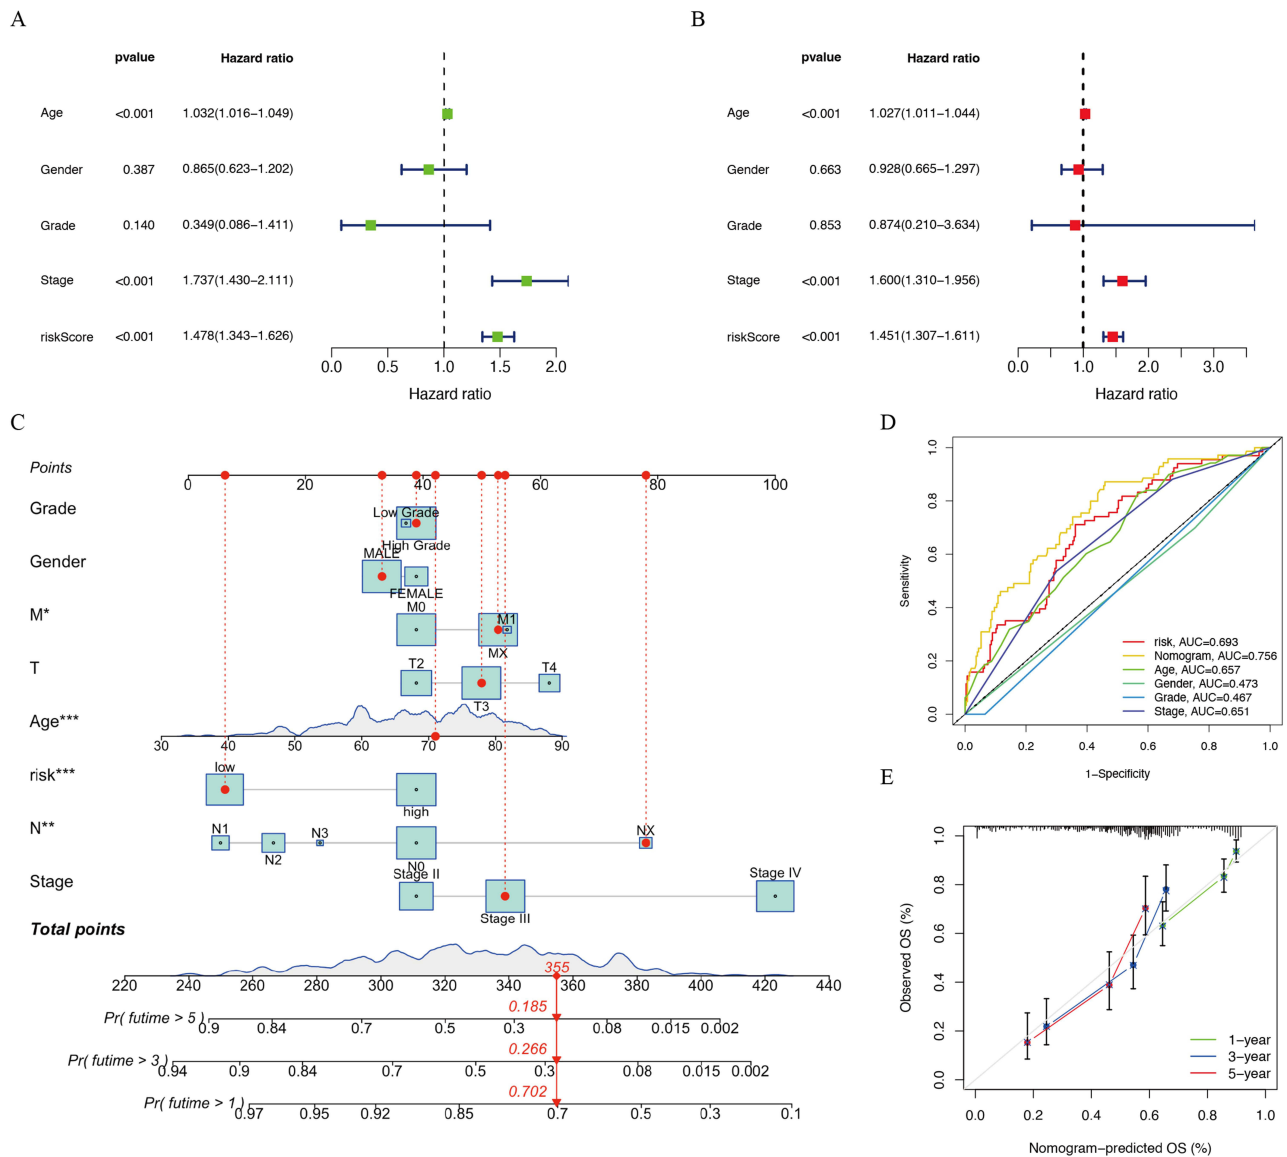 A
pvalue Hazard ratio
Age <0.001 1.032(1.016−1.049)
Gender 0.387 0.865(0.623−1.202)
Grade 0.140 0.349(0.086−1.411)
Stage <0.001 1.737(1.430−2.111)
riskScore <0.001 1.478(1.343−1.626)
0.0 0.5 1.0 1.5 2.0
Hazard ratio
B
pvalue Hazard ratio
Age <0.001 1.027(1.011−1.044)
Gender 0.663 0.928(0.665−1.297)
Grade 0.853 0.874(0.210−3.634)
Stage <0.001 1.600(1.310−1.956)
riskScore <0.001 1.451(1.307−1.611)
0.0 1.0 2.0 3.0
Hazard ratio
C
Points
0 20 40 60 80 100
Grade
Low Grade
High Grade
Gender
MALE
FEMALE
M*
M0
M1
MX
T
T2
T4
T3
Age***
30 40 50 60 70 80 90
risk***
low
high
N**
N1 N3 NX
N2
N0
Stage
Stage II
Stage IV
Stage III
Total points
355
220 240 260 280 300 320 340 360 380 400 420 440
0.185
Pr( futime > 5 )
0.9 0.84 0.7 0.5 0.3 0.08 0.015 0.002
0.266
Pr( futime > 3 )
0.94 0.9 0.84 0.7 0.5 0.3 0.08 0.015 0.002
0.702
Pr( futime > 1 )
0.97 0.95 0.92 0.85 0.7 0.5 0.3 0.1
D
Sensitivity
1.0
0.8
0.6
0.4
0.2
0.0
risk, AUC=0.693
Nomogram, AUC=0.756
Age, AUC=0.657
Gender, AUC=0.473
Grade, AUC=0.467
Stage, AUC=0.651
0.0 0.2 0.4 0.6 0.8 1.0
1-Specificity
E
Observed OS (%)
1.0
0.8
0.6
0.4
0.2
0.0
1−year
3−year
5−year
0.0 0.2 0.4 0.6 0.8 1.0
Nomogram−predicted OS (%)